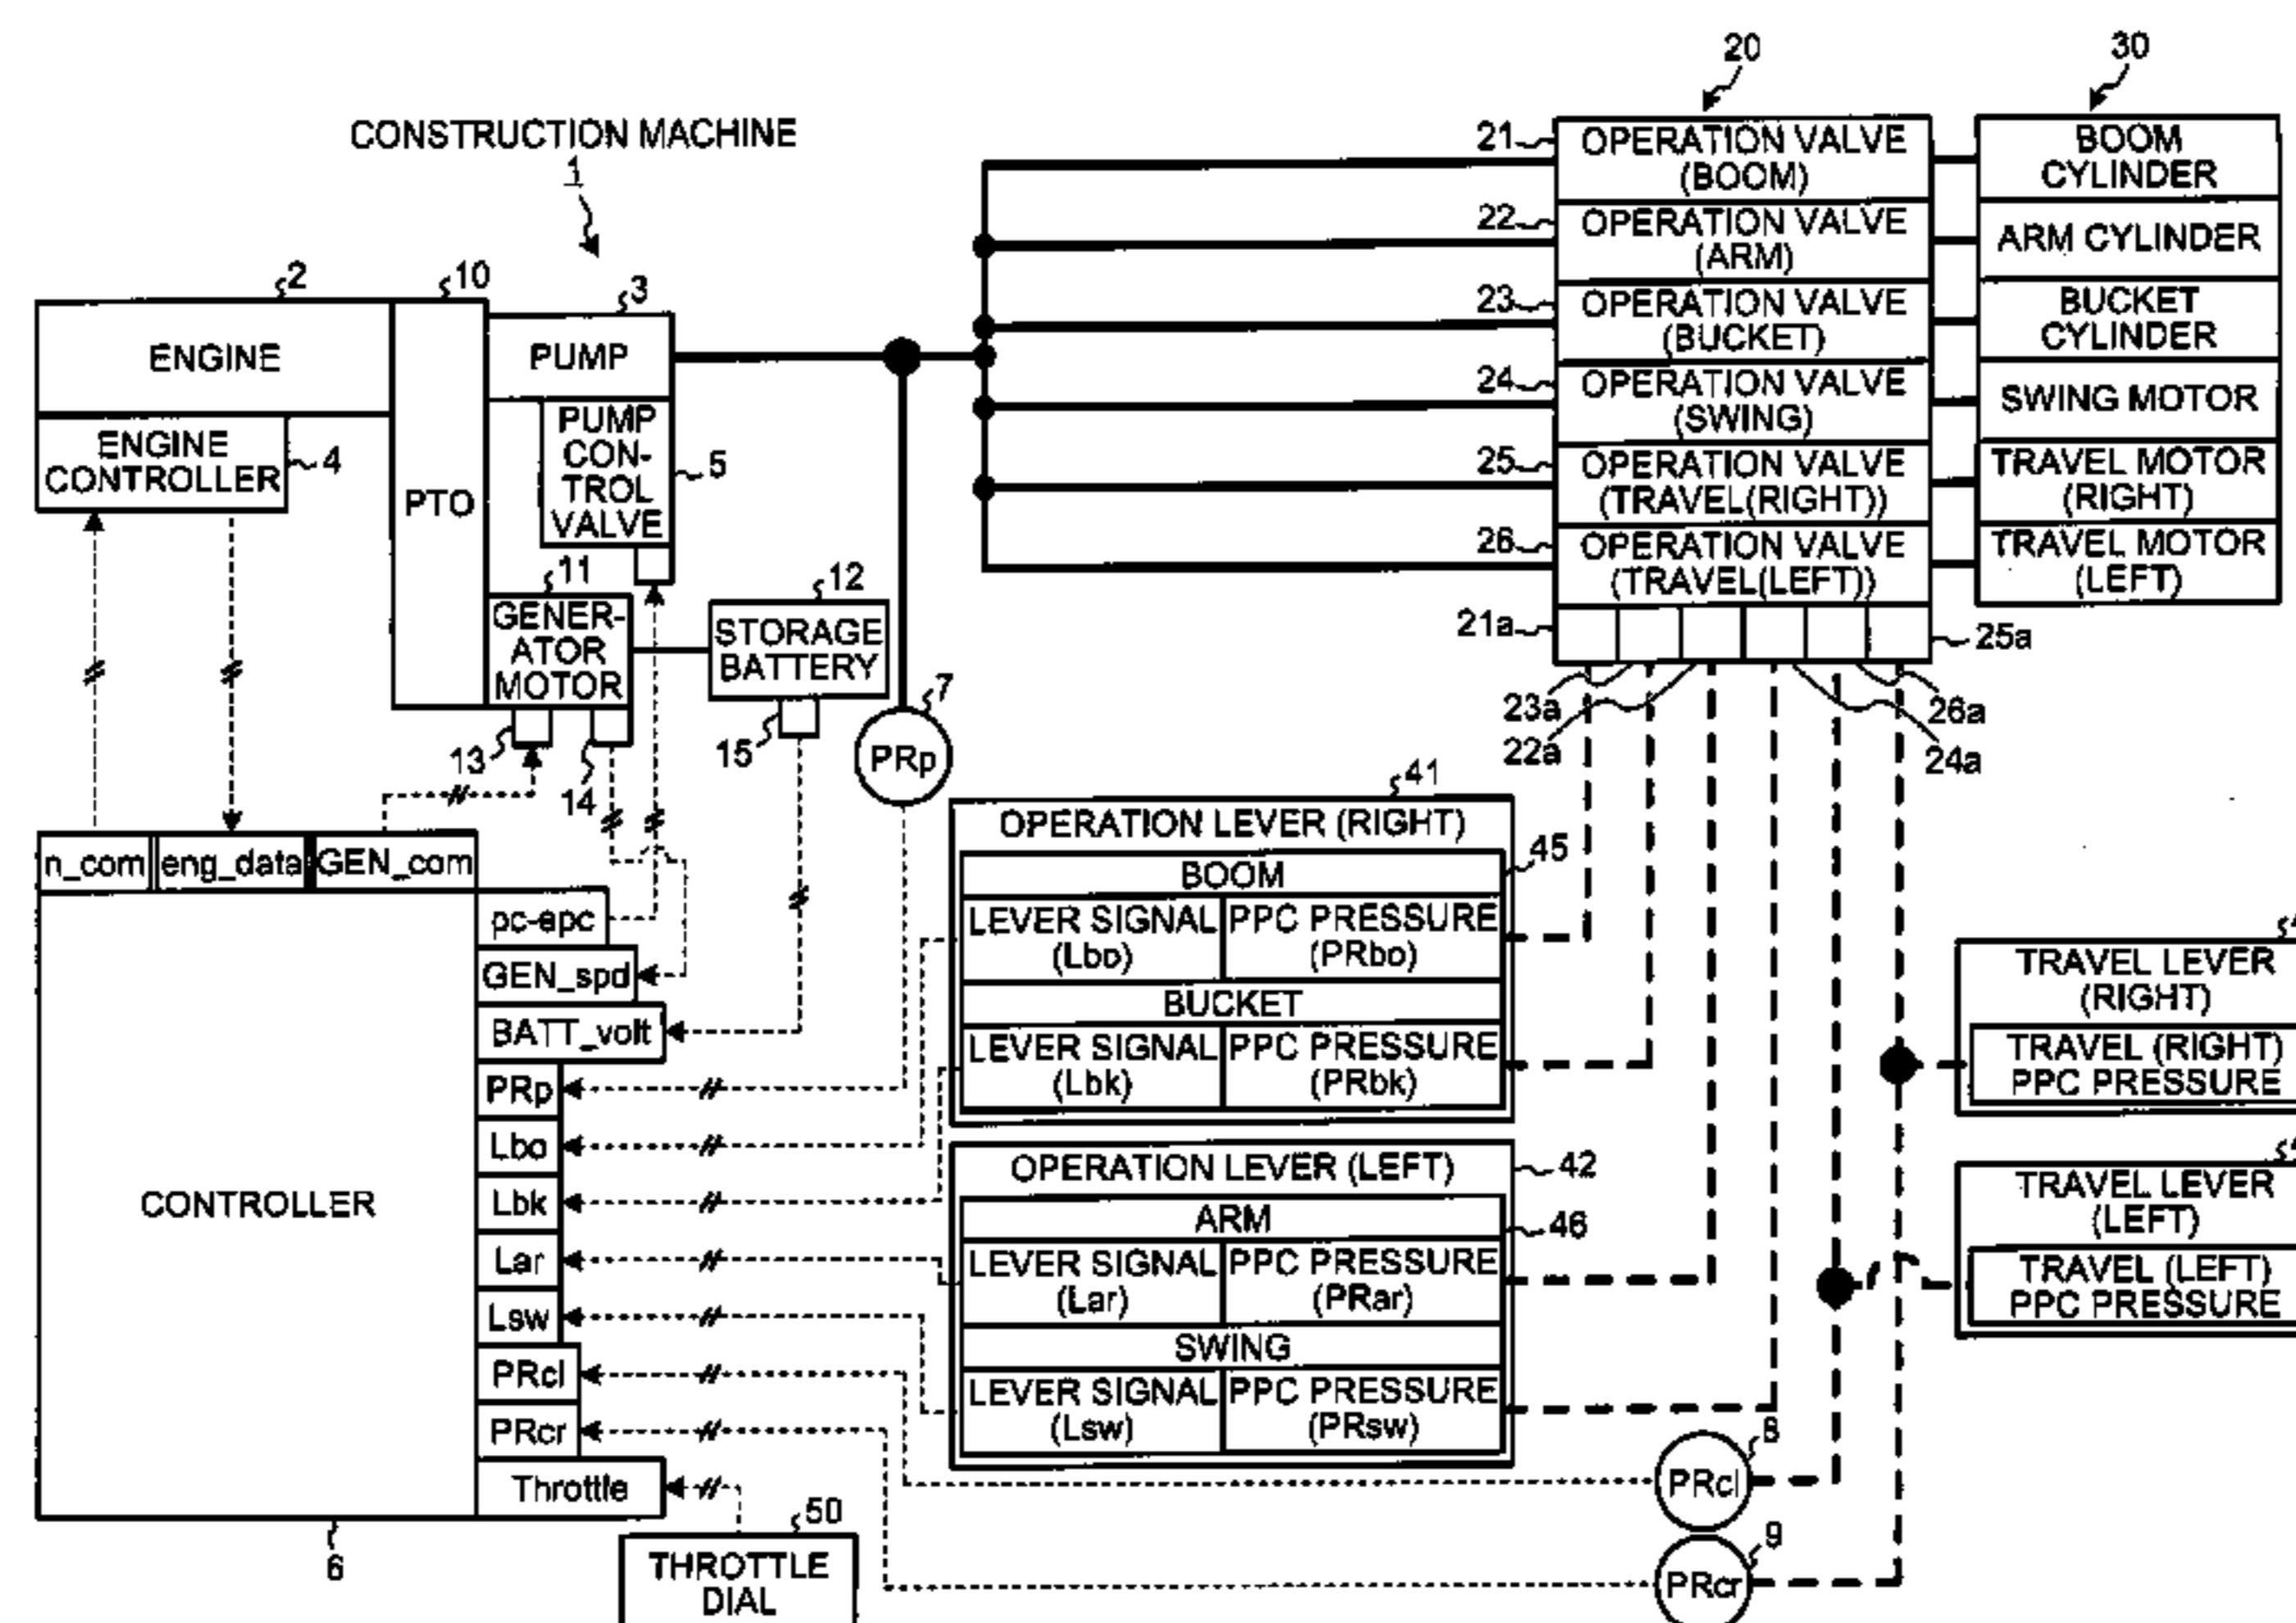 20
30
CONSTRUCTION MACHINE
1
21
OPERATION VALVE
(BOOM)
BOOM
CYLINDER
22
OPERATION VALVE
(ARM)
ARM CYLINDER
23
OPERATION VALVE
(BUCKET)
BUCKET
CYLINDER
24
OPERATION VALVE
(SWING)
SWING MOTOR
25
OPERATION VALVE
(TRAVEL(RIGHT))
TRAVEL MOTOR
(RIGHT)
26
OPERATION VALVE
(TRAVEL(LEFT))
TRAVEL MOTOR
(LEFT)
21a
25a
23a
22a
26a
24a
2
10
3
ENGINE
PTO
PUMP
ENGINE
CONTROLLER
4
PUMP
CON-
TROL
VALVE
5
11
GENER-
ATOR
MOTOR
12
STORAGE
BATTERY
13
14
15
7
PRp
n_com
eng_data
GEN_com
pc-epc
GEN_spd
BATT_volt
PRp
Lbo
Lbk
Lar
Lsw
PRcl
PRcr
Throttle
CONTROLLER
6
50
THROTTLE
DIAL
41
OPERATION LEVER (RIGHT)
45
BOOM
LEVER SIGNAL
(Lbo)
PPC PRESSURE
(PRbo)
BUCKET
LEVER SIGNAL
(Lbk)
PPC PRESSURE
(PRbk)
OPERATION LEVER (LEFT)
42
ARM
46
LEVER SIGNAL
(Lar)
PPC PRESSURE
(PRar)
SWING
LEVER SIGNAL
(Lsw)
PPC PRESSURE
(PRsw)
TRAVEL LEVER
(RIGHT)
TRAVEL (RIGHT)
PPC PRESSURE
TRAVEL LEVER
(LEFT)
TRAVEL (LEFT)
PPC PRESSURE
8
PRcl
9
PRcr